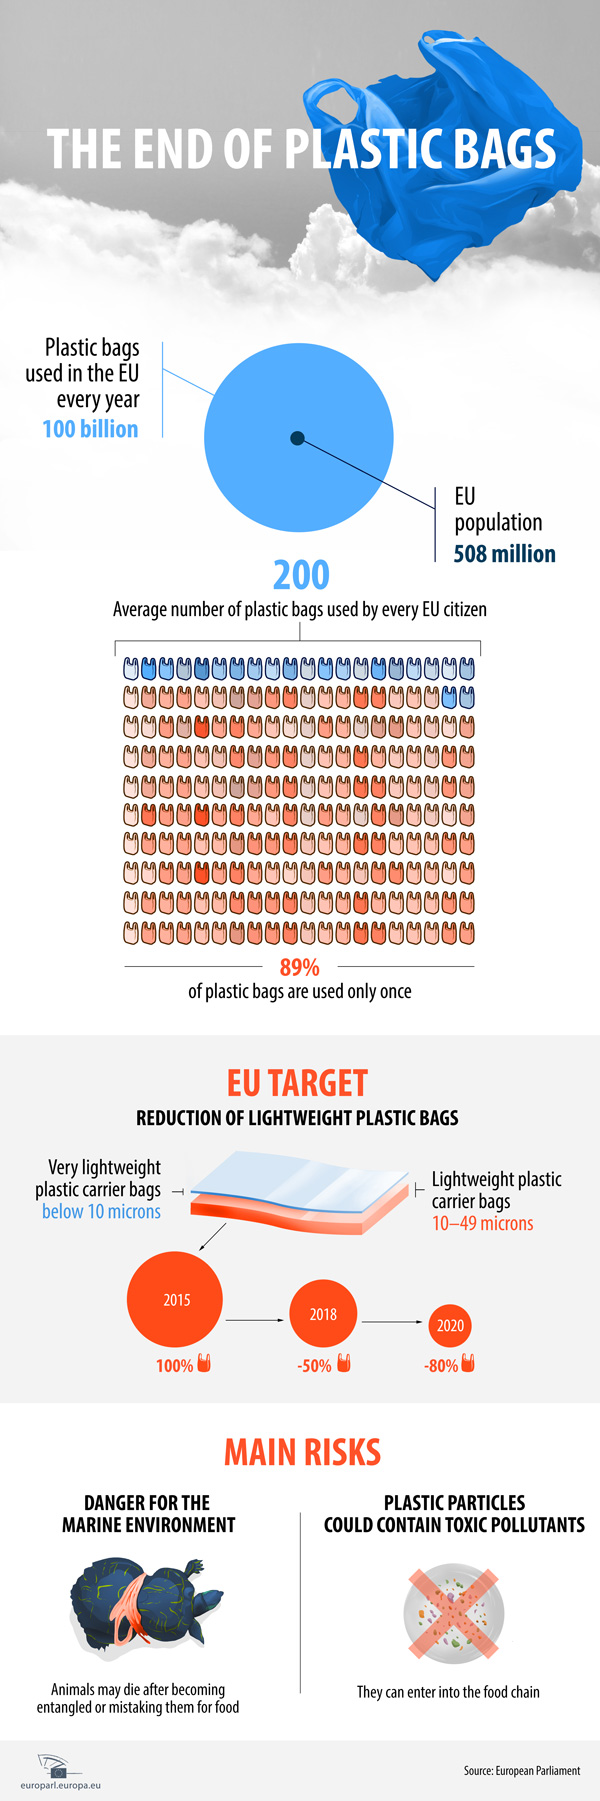 THE END OF PLASTIC BAGS
Plastic bags
used in the EU
every year
100 billion
EU
population
508 million
200
Average number of plastic bags used by every EU citizen
89%
of plastic bags are used only once
EU TARGET
REDUCTION OF LIGHTWEIGHT PLASTIC BAGS
Very lightweight
plastic carrier bags
below 10 microns
Lightweight plastic
carrier bags
10–49 microns
2015
2018
2020
100%
-50%
-80%
MAIN RISKS
DANGER FOR THE
MARINE ENVIRONMENT
Animals may die after becoming
entangled or mistaking them for food
PLASTIC PARTICLES
COULD CONTAIN TOXIC POLLUTANTS
They can enter into the food chain
europarl.europa.eu
Source: European Parliament